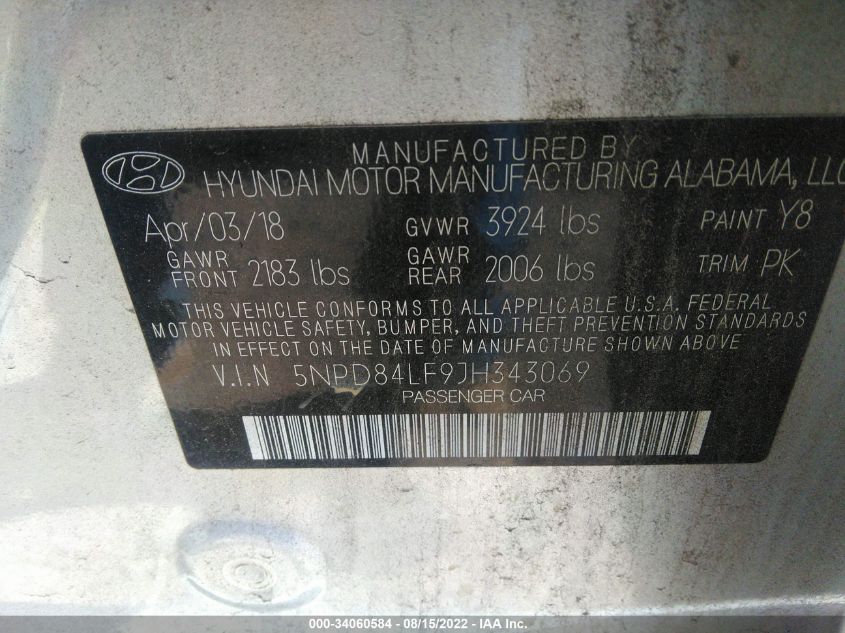 MANUFACTURED BY
HYUNDAI MOTOR MANUFACTURING ALABAMA, LLC
Apr/03/18 GVWR 3924 lbs PAINT Y8
GAWR FRONT 2183 lbs GAWR REAR 2006 lbs TRIM PK
THIS VEHICLE CONFORMS TO ALL APPLICABLE U.S.A. FEDERAL
MOTOR VEHICLE SAFETY, BUMPER, AND THEFT PREVENTION STANDARDS
IN EFFECT ON THE DATE OF MANUFACTURE SHOWN ABOVE
V.I.N 5NPD84LF9JH343069
PASSENGER CAR
000-34060584 - 08/15/2022 - IAA Inc.